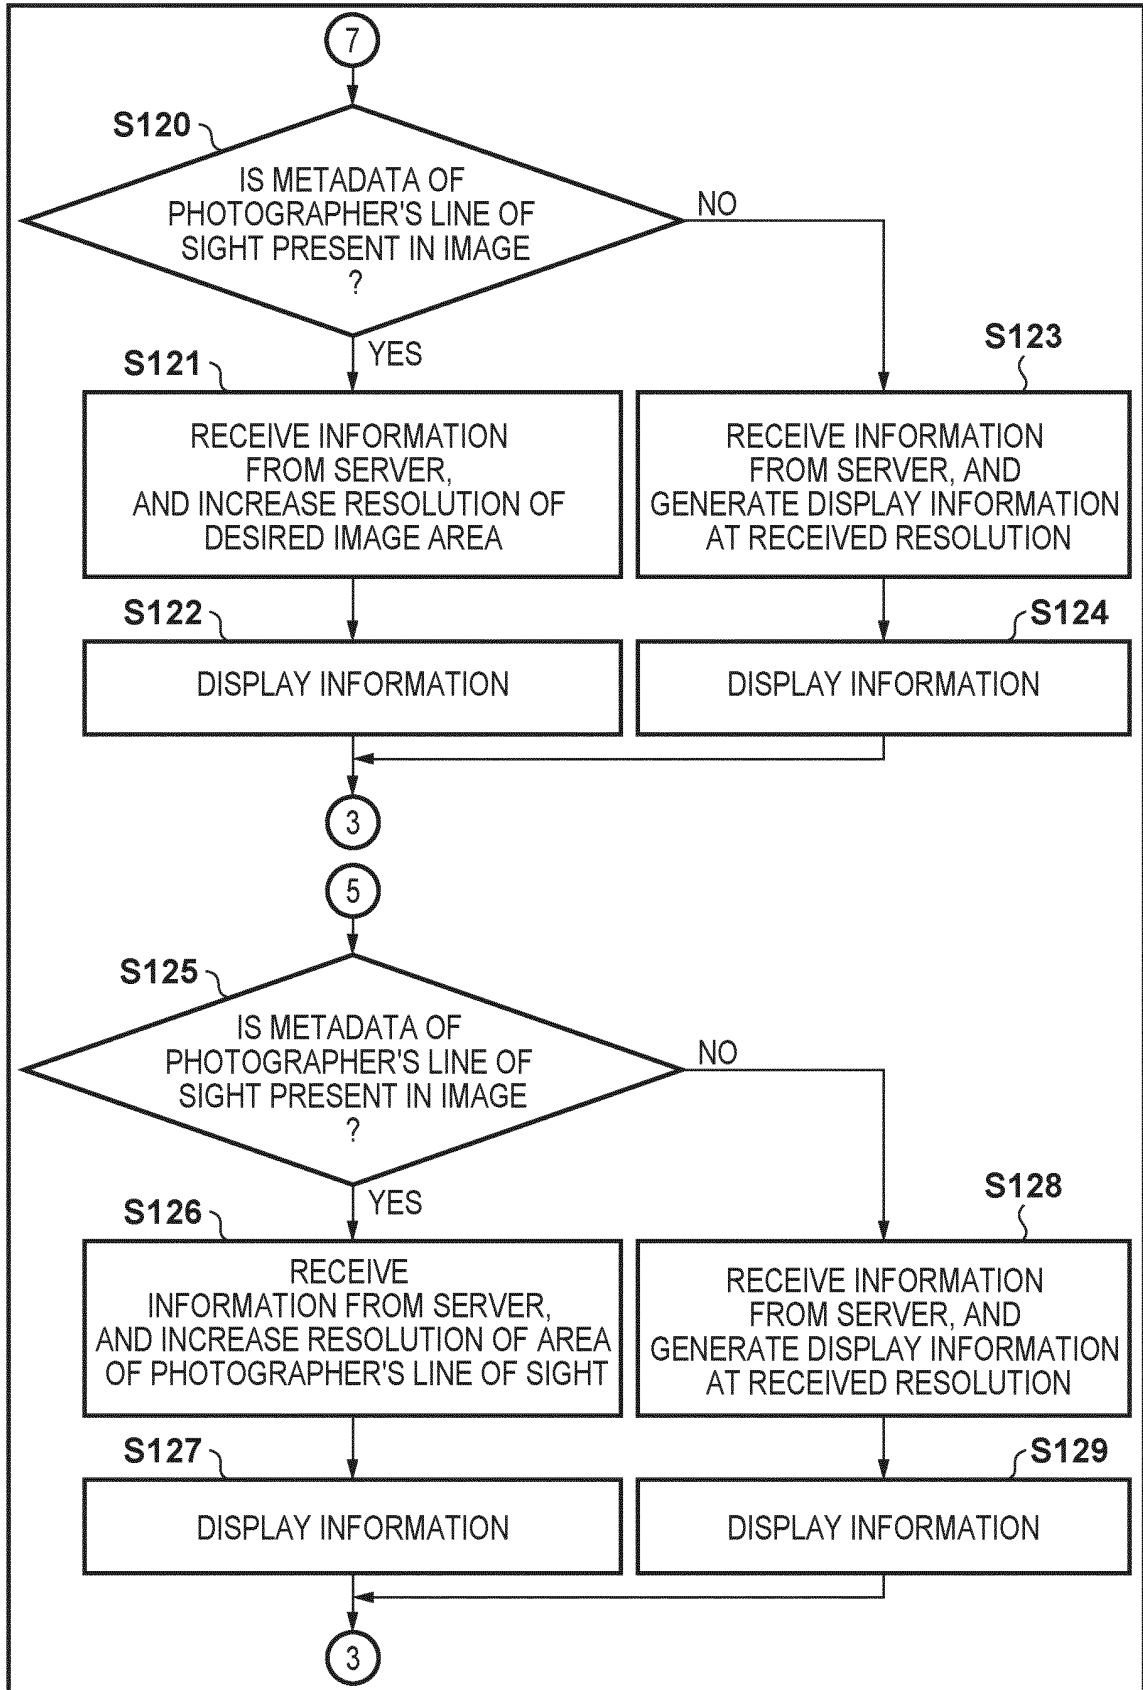 7
S120
IS METADATA OF
PHOTOGRAPHER'S LINE OF
SIGHT PRESENT IN IMAGE
?
NO
YES
S121
RECEIVE INFORMATION
FROM SERVER,
AND INCREASE RESOLUTION OF
DESIRED IMAGE AREA
S123
RECEIVE INFORMATION
FROM SERVER, AND
GENERATE DISPLAY INFORMATION
AT RECEIVED RESOLUTION
S122
DISPLAY INFORMATION
S124
DISPLAY INFORMATION
3
5
S125
IS METADATA OF
PHOTOGRAPHER'S LINE OF
SIGHT PRESENT IN IMAGE
?
NO
YES
S126
RECEIVE
INFORMATION FROM SERVER,
AND INCREASE RESOLUTION OF AREA
OF PHOTOGRAPHER'S LINE OF SIGHT
S128
RECEIVE INFORMATION
FROM SERVER, AND
GENERATE DISPLAY INFORMATION
AT RECEIVED RESOLUTION
S127
DISPLAY INFORMATION
S129
DISPLAY INFORMATION
3